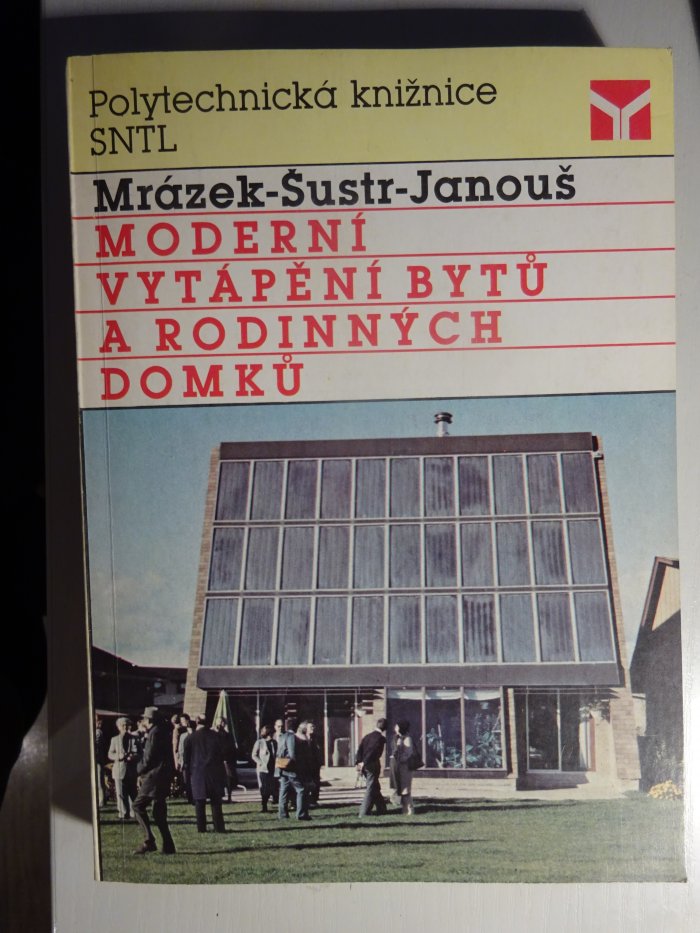 Polytechnická knižnice
SNTL
Mrázek-Šustr-Janouš
MODERNÍ
VYTÁPĚNÍ BYTŮ
A RODINNÝCH
DOMKŮ